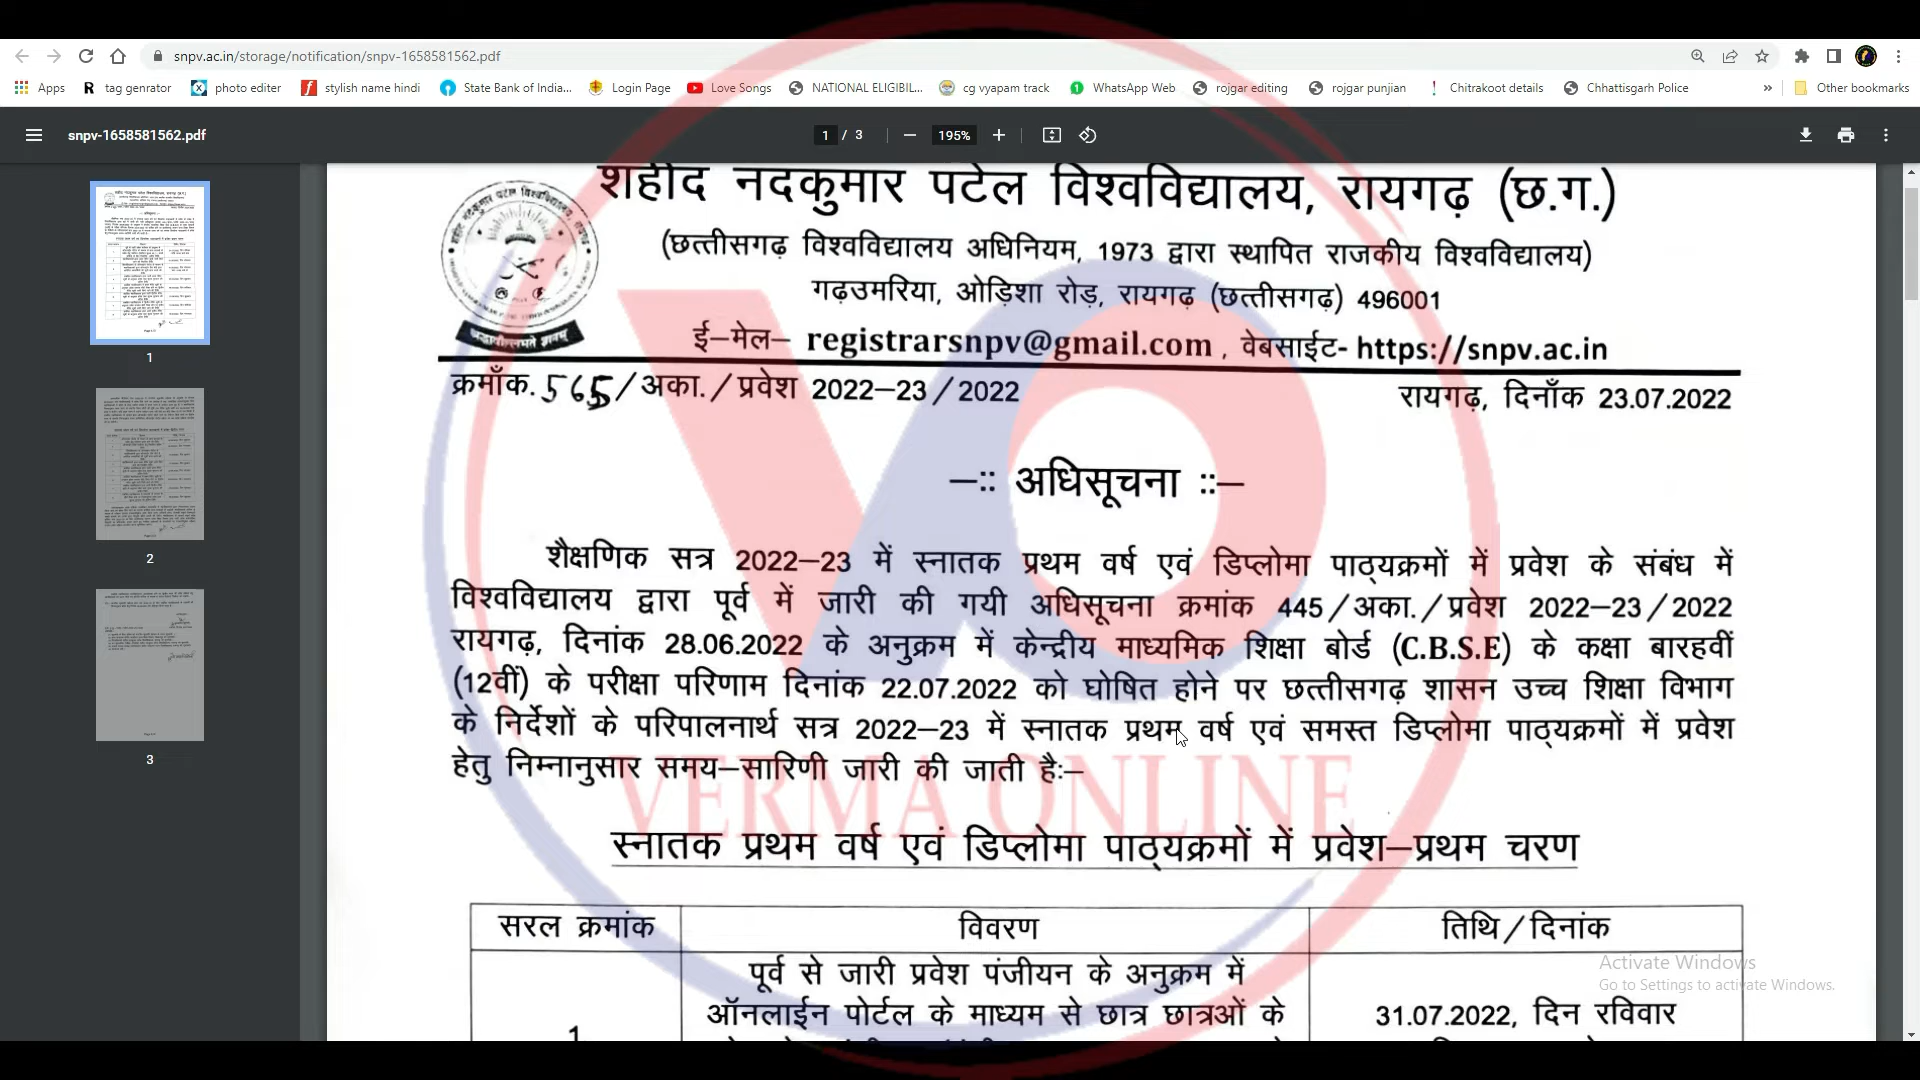 snpv.ac.in/storage/notification/snpv-1658581562.pdf
Apps tag genrator photo editer stylish name hindi State Bank of India... Login Page Love Songs NATIONAL ELIGIBIL... cg vyapam track WhatsApp Web rojgar editing rojgar punjian Chitrakoot details Chhattisgarh Police » Other bookmarks
snpv-1658581562.pdf 1 / 3 195%
शहीद नदकुमार पटेल विश्वविद्यालय, रायगढ़ (छ.ग.)
(छत्तीसगढ़ विश्वविद्यालय अधिनियम, 1973 द्वारा स्थापित राजकीय विश्वविद्यालय)
गढ़उमरिया, ओड़िशा रोड़, रायगढ़ (छत्तीसगढ़) 496001
ई–मेल– registrarsnpv@gmail.com , वेबसाईट- https://snpv.ac.in
क्रमाँक. 565/अका./प्रवेश 2022–23/2022 रायगढ़, दिनाँक 23.07.2022
–:: अधिसूचना ::–
शैक्षणिक सत्र 2022–23 में स्नातक प्रथम वर्ष एवं डिप्लोमा पाठ्यक्रमों में प्रवेश के संबंध में
विश्वविद्यालय द्वारा पूर्व में जारी की गयी अधिसूचना क्रमांक 445/अका./प्रवेश 2022–23/2022
रायगढ़, दिनांक 28.06.2022 के अनुक्रम में केन्द्रीय माध्यमिक शिक्षा बोर्ड (C.B.S.E) के कक्षा बारहवीं
(12वीं) के परीक्षा परिणाम दिनांक 22.07.2022 को घोषित होने पर छत्तीसगढ़ शासन उच्च शिक्षा विभाग
के निर्देशों के परिपालनार्थ सत्र 2022–23 में स्नातक प्रथम वर्ष एवं समस्त डिप्लोमा पाठ्यक्रमों में प्रवेश
हेतु निम्नानुसार समय–सारिणी जारी की जाती है:–
VERMA ONLINE
स्नातक प्रथम वर्ष एवं डिप्लोमा पाठ्यक्रमों में प्रवेश–प्रथम चरण
सरल क्रमांक विवरण तिथि/दिनांक
पूर्व से जारी प्रवेश पंजीयन के अनुक्रम में
ऑनलाईन पोर्टल के माध्यम से छात्र छात्रओं के
1 31.07.2022, दिन रविवार
Activate Windows
Go to Settings to activate Windows.
1
2
3